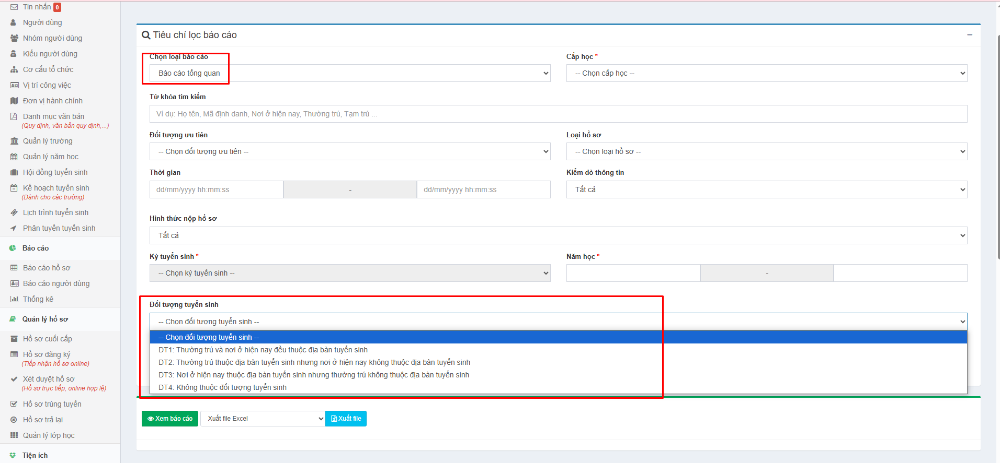 Tin nhắn 0
Người dùng
Nhóm người dùng
Kiểu người dùng
Cơ cấu tổ chức
Vị trí công việc
Đơn vị hành chính
Danh mục văn bản
(Quy định, văn bản quy định,...)
Quản lý trường
Quản lý năm học
Hội đồng tuyển sinh
Kế hoạch tuyển sinh
(Dành cho các trường)
Lịch trình tuyển sinh
Phân tuyến tuyển sinh
Báo cáo
Báo cáo hồ sơ
Báo cáo người dùng
Thống kê
Quản lý hồ sơ
Hồ sơ cuối cấp
Hồ sơ đăng ký
(Tiếp nhận hồ sơ online)
Xét duyệt hồ sơ
(Hồ sơ trực tiếp, online hợp lệ)
Hồ sơ trúng tuyển
Hồ sơ trả lại
Quản lý lớp học
Tiện ích
Tiêu chí lọc báo cáo
Chọn loại báo cáo
Báo cáo tổng quan
Cấp học *
-- Chọn cấp học --
Từ khóa tìm kiếm
Ví dụ: Họ tên, Mã định danh, Nơi ở hiện nay, Thường trú, Tạm trú ...
Đối tượng ưu tiên
-- Chọn đối tượng ưu tiên --
Loại hồ sơ
-- Chọn loại hồ sơ --
Thời gian
dd/mm/yyyy hh:mm:ss - dd/mm/yyyy hh:mm:ss
Kiểm dò thông tin
Tất cả
Hình thức nộp hồ sơ
Tất cả
Kỳ tuyển sinh *
-- Chọn kỳ tuyển sinh --
Năm học *
-
Đối tượng tuyển sinh
-- Chọn đối tượng tuyển sinh --
-- Chọn đối tượng tuyển sinh --
DT1: Thường trú và nơi ở hiện nay đều thuộc địa bàn tuyển sinh
DT2: Thường trú thuộc địa bàn tuyển sinh nhưng nơi ở hiện nay không thuộc địa bàn tuyển sinh
DT3: Nơi ở hiện nay thuộc địa bàn tuyển sinh nhưng thường trú không thuộc địa bàn tuyển sinh
DT4: Không thuộc đối tượng tuyển sinh
Xem báo cáo
Xuất file Excel
Xuất file